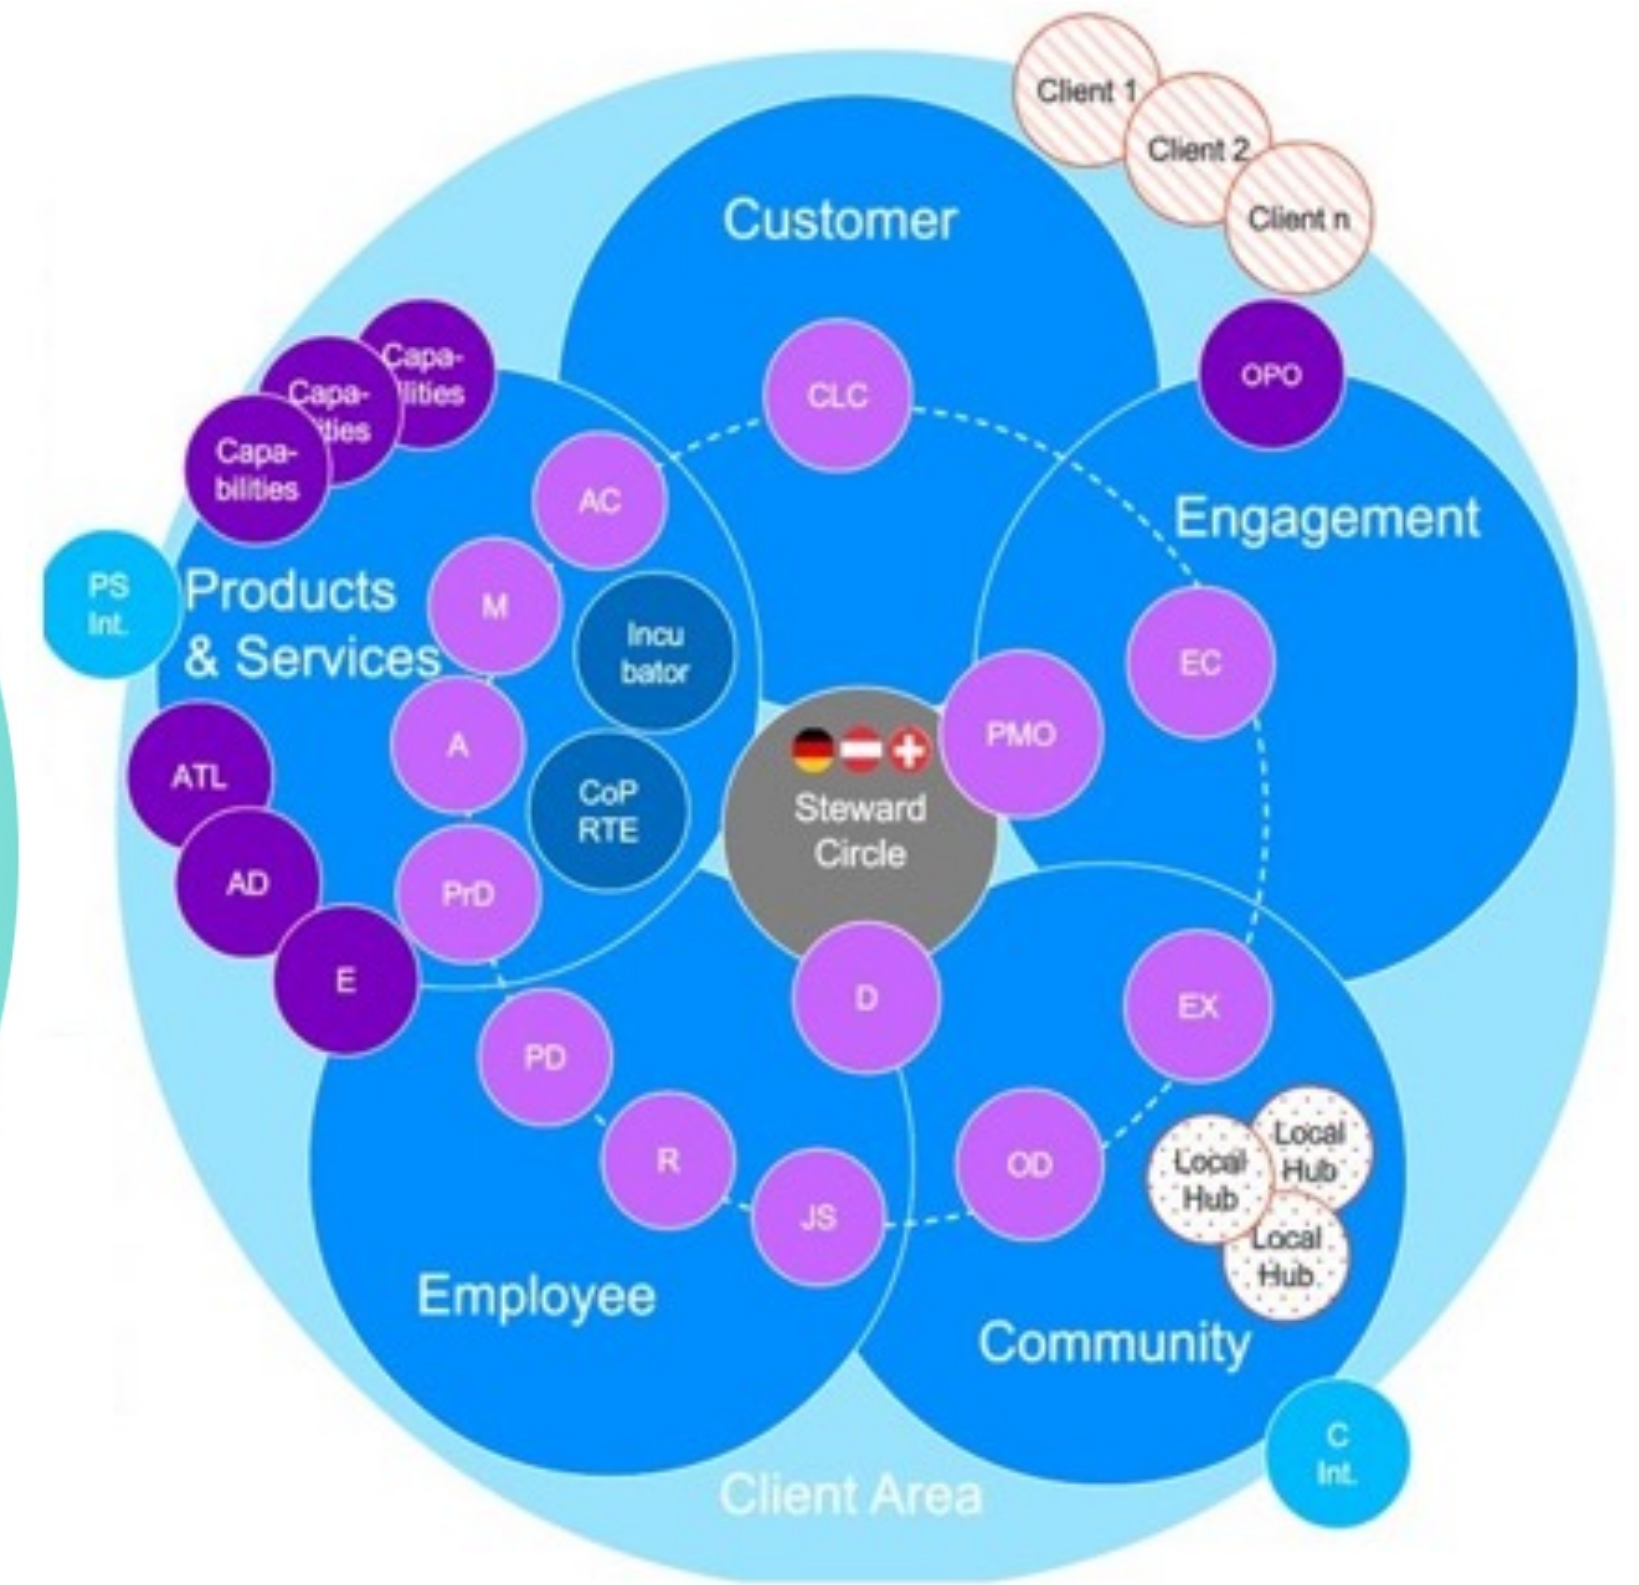 Client 1
Client 2
Client n
Customer
CLC
OPO
Capa-
lities
Capa-
ities
Capa-
bilities
AC
Engagement
PS
Int.
Products
& Services
M
Incu
bator
EC
PMO
A
ATL
CoP
RTE
Steward
Circle
AD
PrD
E
D
EX
PD
R
JS
OD
Local
Hub
Local
Hub
Local
Hub
Employee
Community
C
Int.
Client Area